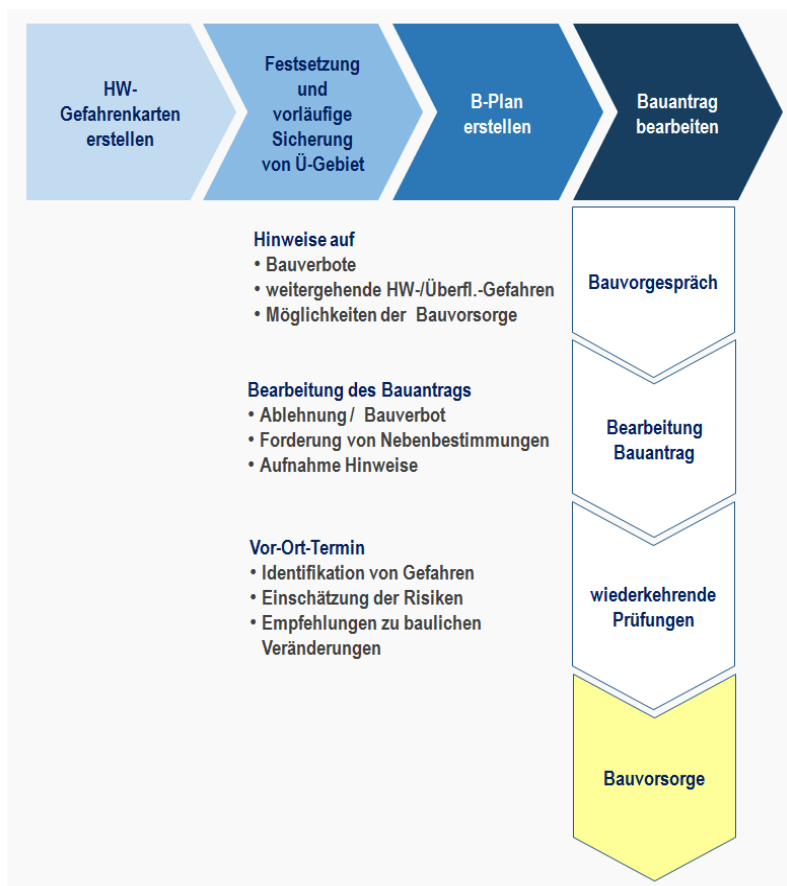 HW-
Gefahrenkarten
erstellen
Festsetzung
und
vorläufige
Sicherung
von Ü-Gebiet
B-Plan
erstellen
Bauantrag
bearbeiten
Hinweise auf
• Bauverbote
• weitergehende HW-/Überfl.-Gefahren
• Möglichkeiten der Bauvorsorge
Bauvorgespräch
Bearbeitung des Bauantrags
• Ablehnung / Bauverbot
• Forderung von Nebenbestimmungen
• Aufnahme Hinweise
Bearbeitung
Bauantrag
Vor-Ort-Termin
• Identifikation von Gefahren
• Einschätzung der Risiken
• Empfehlungen zu baulichen
Veränderungen
wiederkehrende
Prüfungen
Bauvorsorge